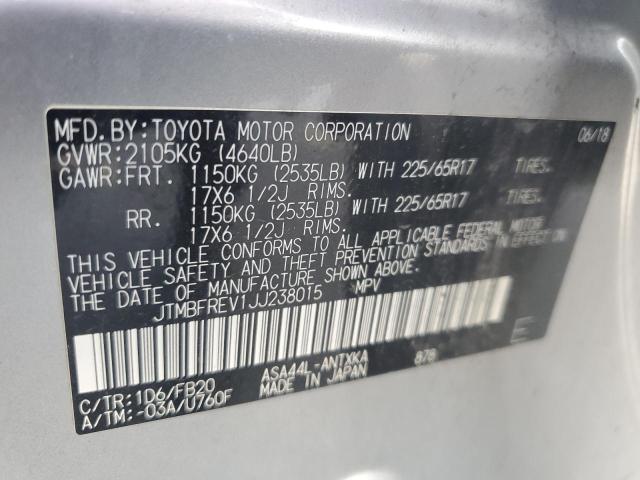 MFD.BY:TOYOTA MOTOR CORPORATION 06/18
GVWR:2105KG (4640LB)
GAWR:FRT. 1150KG (2535LB) WITH 225/65R17 TIRES.
17X6 1/2J RIMS.
RR. 1150KG (2535LB) WITH 225/65R17 TIRES.
17X6 1/2J RIMS.
THIS VEHICLE CONFORMS TO ALL APPLICABLE FEDERAL MOTOR
VEHICLE SAFETY AND THEFT PREVENTION STANDARDS IN EFFECT ON
THE DATE OF MANUFACTURE SHOWN ABOVE.
JTMBFREV1JJ238015 MPV
E
C/TR:1D6/FB20 ASA44L-ANTXKA 878
A/TM:-03A/U760F MADE IN JAPAN